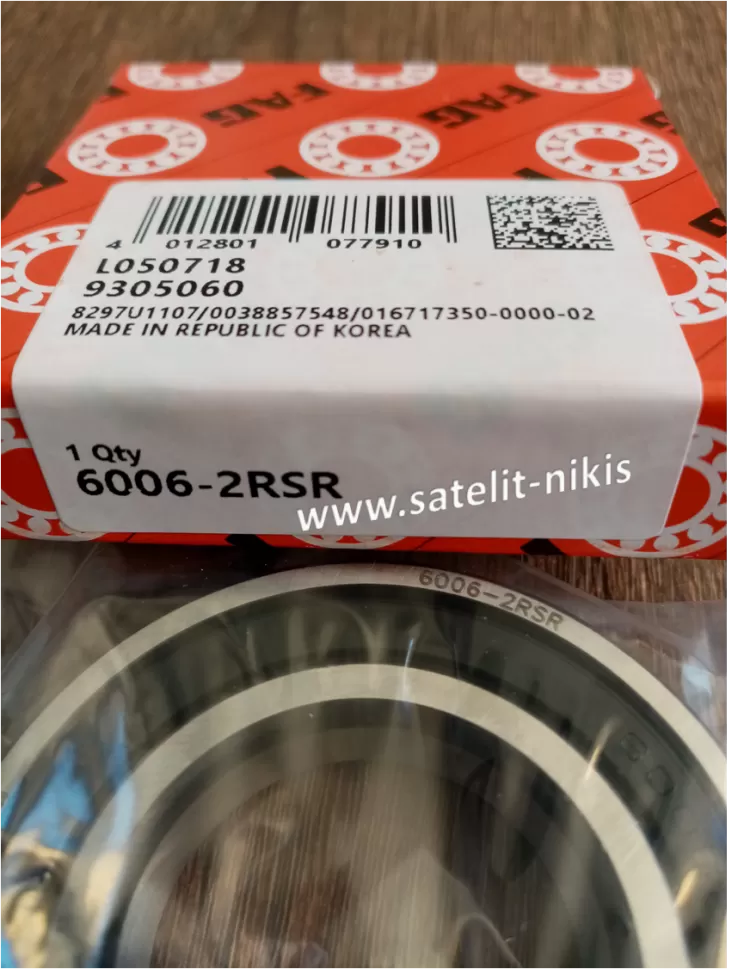 FAG
FAG
4 012801 077910
L050718
9305060
8297U1107/0038857548/016717350-0000-02
MADE IN REPUBLIC OF KOREA
1 Qty
6006-2RSR
www.satelit-nikis
6006-2RSR